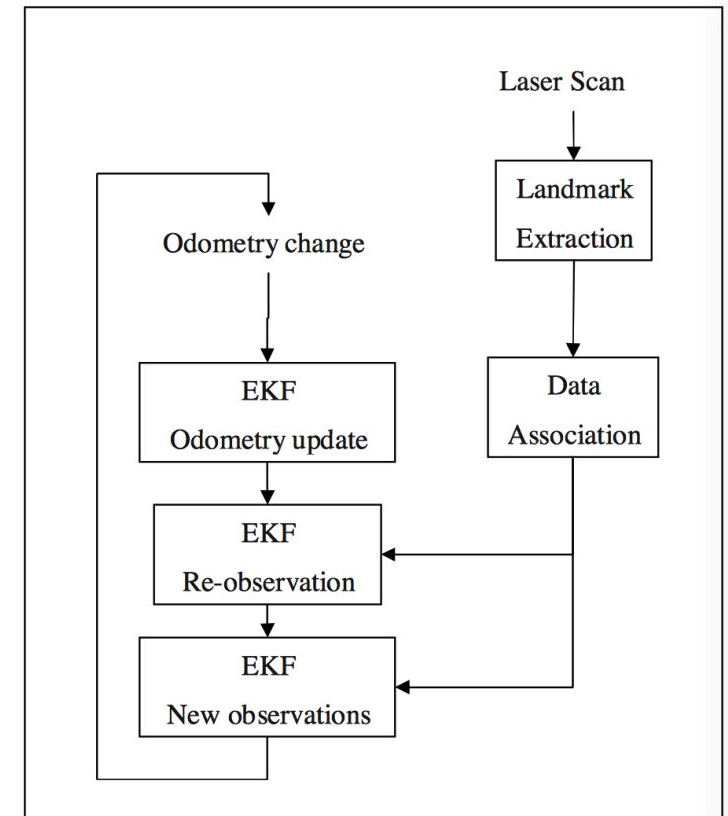 Laser Scan
Landmark
Extraction
Odometry change
EKF
Odometry update
Data
Association
EKF
Re-observation
EKF
New observations